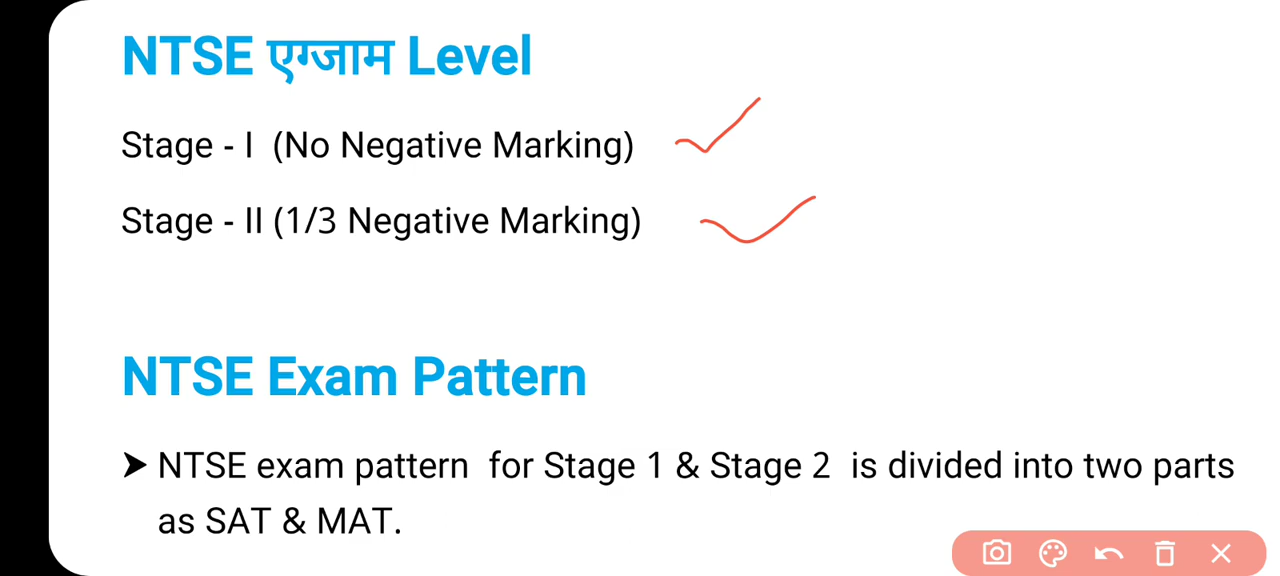 NTSE एग्जाम Level
Stage - I (No Negative Marking)
Stage - II (1/3 Negative Marking)
NTSE Exam Pattern
➤ NTSE exam pattern for Stage 1 & Stage 2 is divided into two parts
as SAT & MAT.